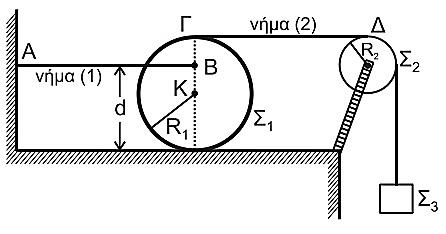 Γ
νήμα (2)
Δ
Α
Β
R₂
Σ₂
νήμα (1)
Κ
d
R₁
Σ₁
Σ₃